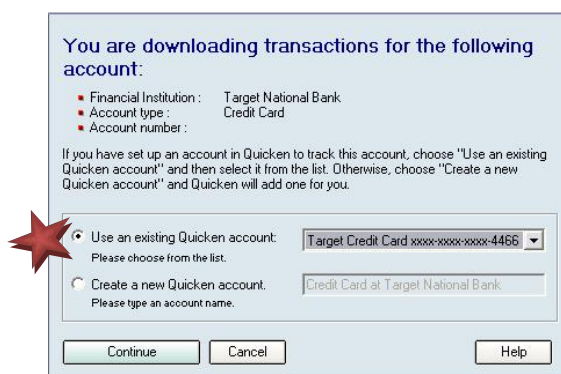 You are downloading transactions for the following
account:
Financial Institution : Target National Bank
Account type : Credit Card
Account number :
If you have set up an account in Quicken to track this account, choose "Use an existing
Quicken account" and then select it from the list. Otherwise, choose "Create a new
Quicken account" and Quicken will add one for you.
Use an existing Quicken account: Target Credit Card xxxx-xxxx-xxxx-4466
Please choose from the list.
Create a new Quicken account. Credit Card at Target National Bank
Please type an account name.
Continue Cancel Help